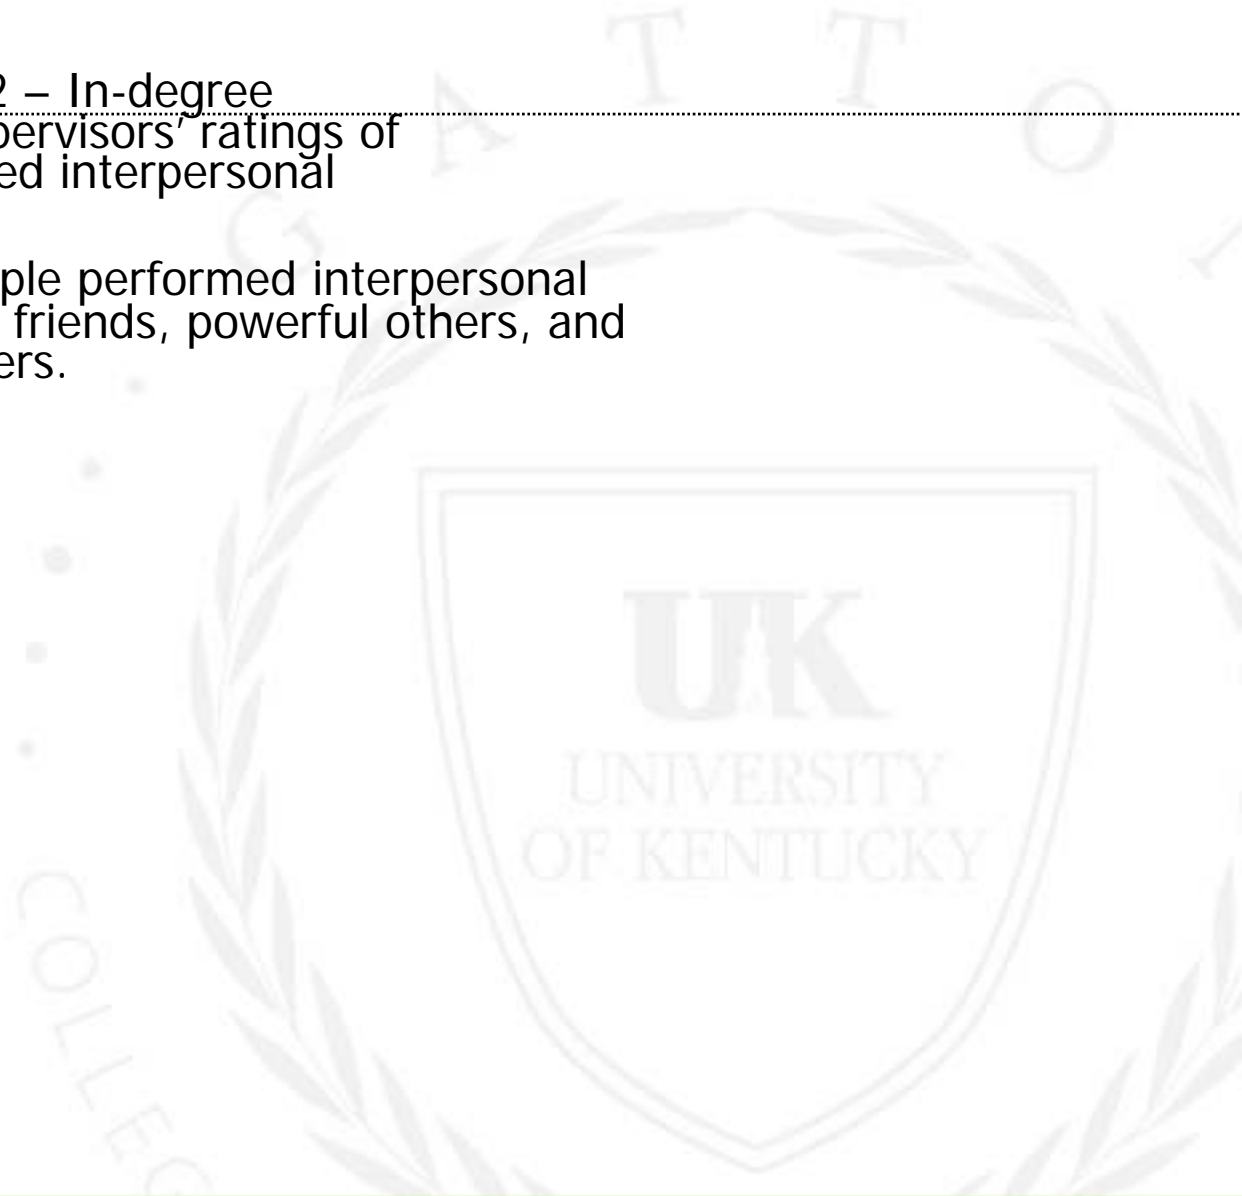 2 – In-degree
pervisors’ ratings of
ed interpersonal
ple performed interpersonal
friends, powerful others, and
ers.
G A T T O
UK
UNIVERSITY
OF KENTUCKY
COLLEG